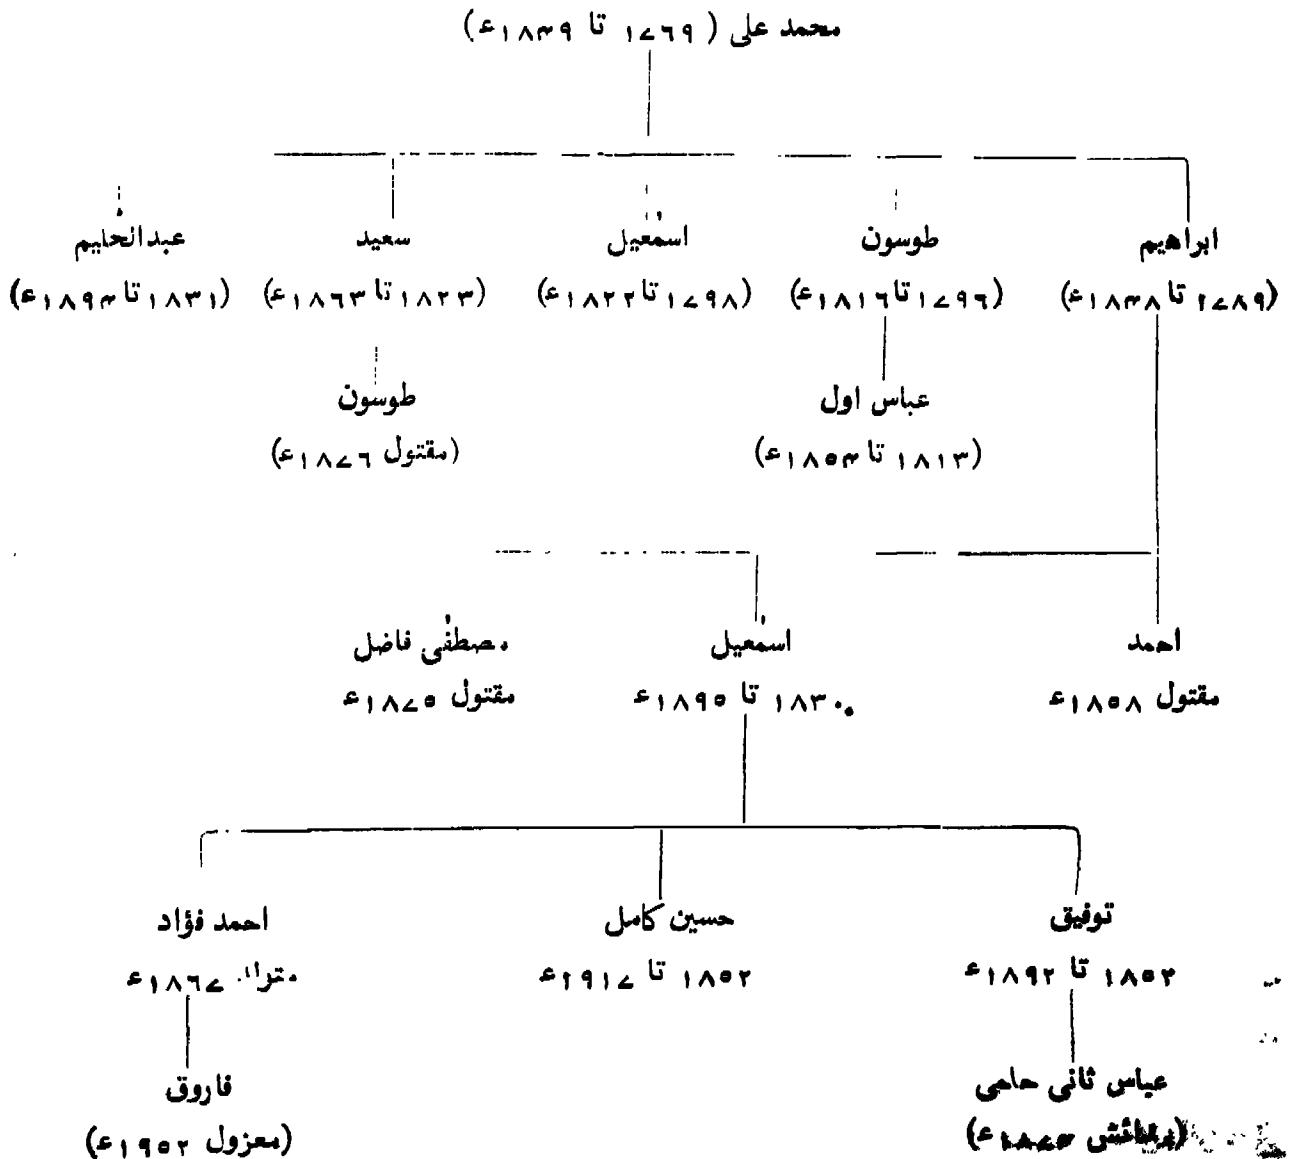 محمد علی (۱۷۶۹ تا ۱۸۴۹ء)
ابراهیم طوسون اسمٰعیل سعید عبدالحلیم
(۱۷۸۹ تا ۱۸۴۸ء) (۱۷۹۶ تا ۱۸۱۶ء) (۱۷۹۸ تا ۱۸۲۲ء) (۱۸۲۳ تا ۱۸۶۳ء) (۱۸۳۱ تا ۱۸۹۴ء)
عباس اول طوسون
(۱۸۱۳ تا ۱۸۵۴ء) (مقتول ۱۸۷۶ء)
احمد اسمٰعیل مصطفٰی فاضل
مقتول ۱۸۵۸ء ۱۸۳۰ تا ۱۸۹۵ء مقتول ۱۸۷۵ء
توفیق حسین کامل احمد فؤاد
۱۸۵۲ تا ۱۸۹۲ء ۱۸۵۲ تا ۱۹۱۷ء ۱۸۶۷ء
عباس ثانی حلمی فاروق
(معزول ۱۹۵۲ء)